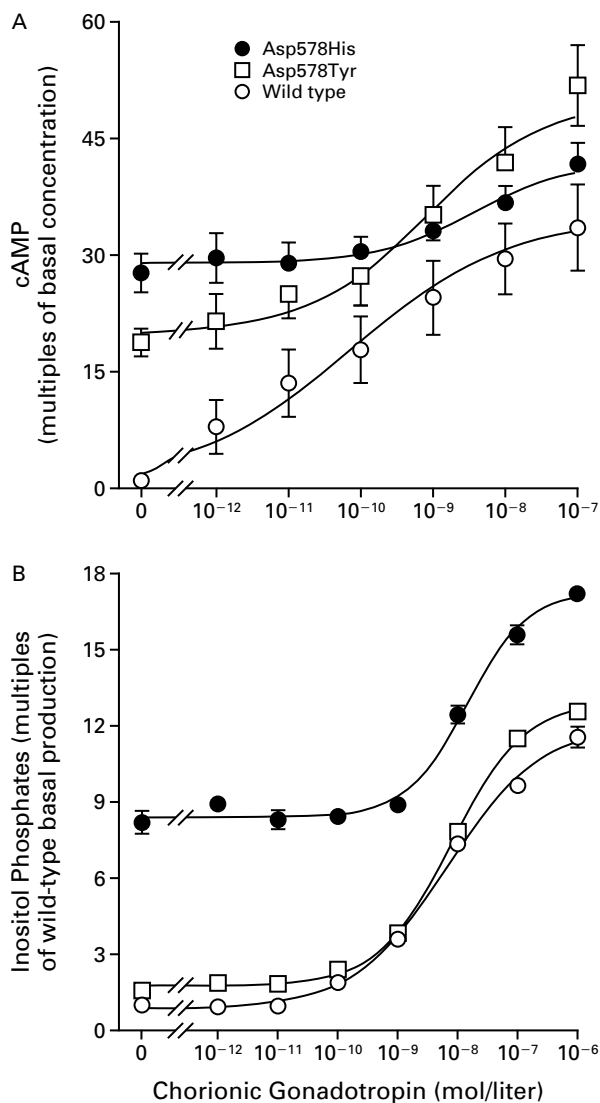 A
60
45
30
15
0
cAMP
(multiples of basal concentration)
Asp578His
Asp578Tyr
Wild type
0 10⁻¹² 10⁻¹¹ 10⁻¹⁰ 10⁻⁹ 10⁻⁸ 10⁻⁷
B
18
15
12
9
6
3
0
Inositol Phosphates (multiples
of wild-type basal production)
0 10⁻¹² 10⁻¹¹ 10⁻¹⁰ 10⁻⁹ 10⁻⁸ 10⁻⁷ 10⁻⁶
Chorionic Gonadotropin (mol/liter)